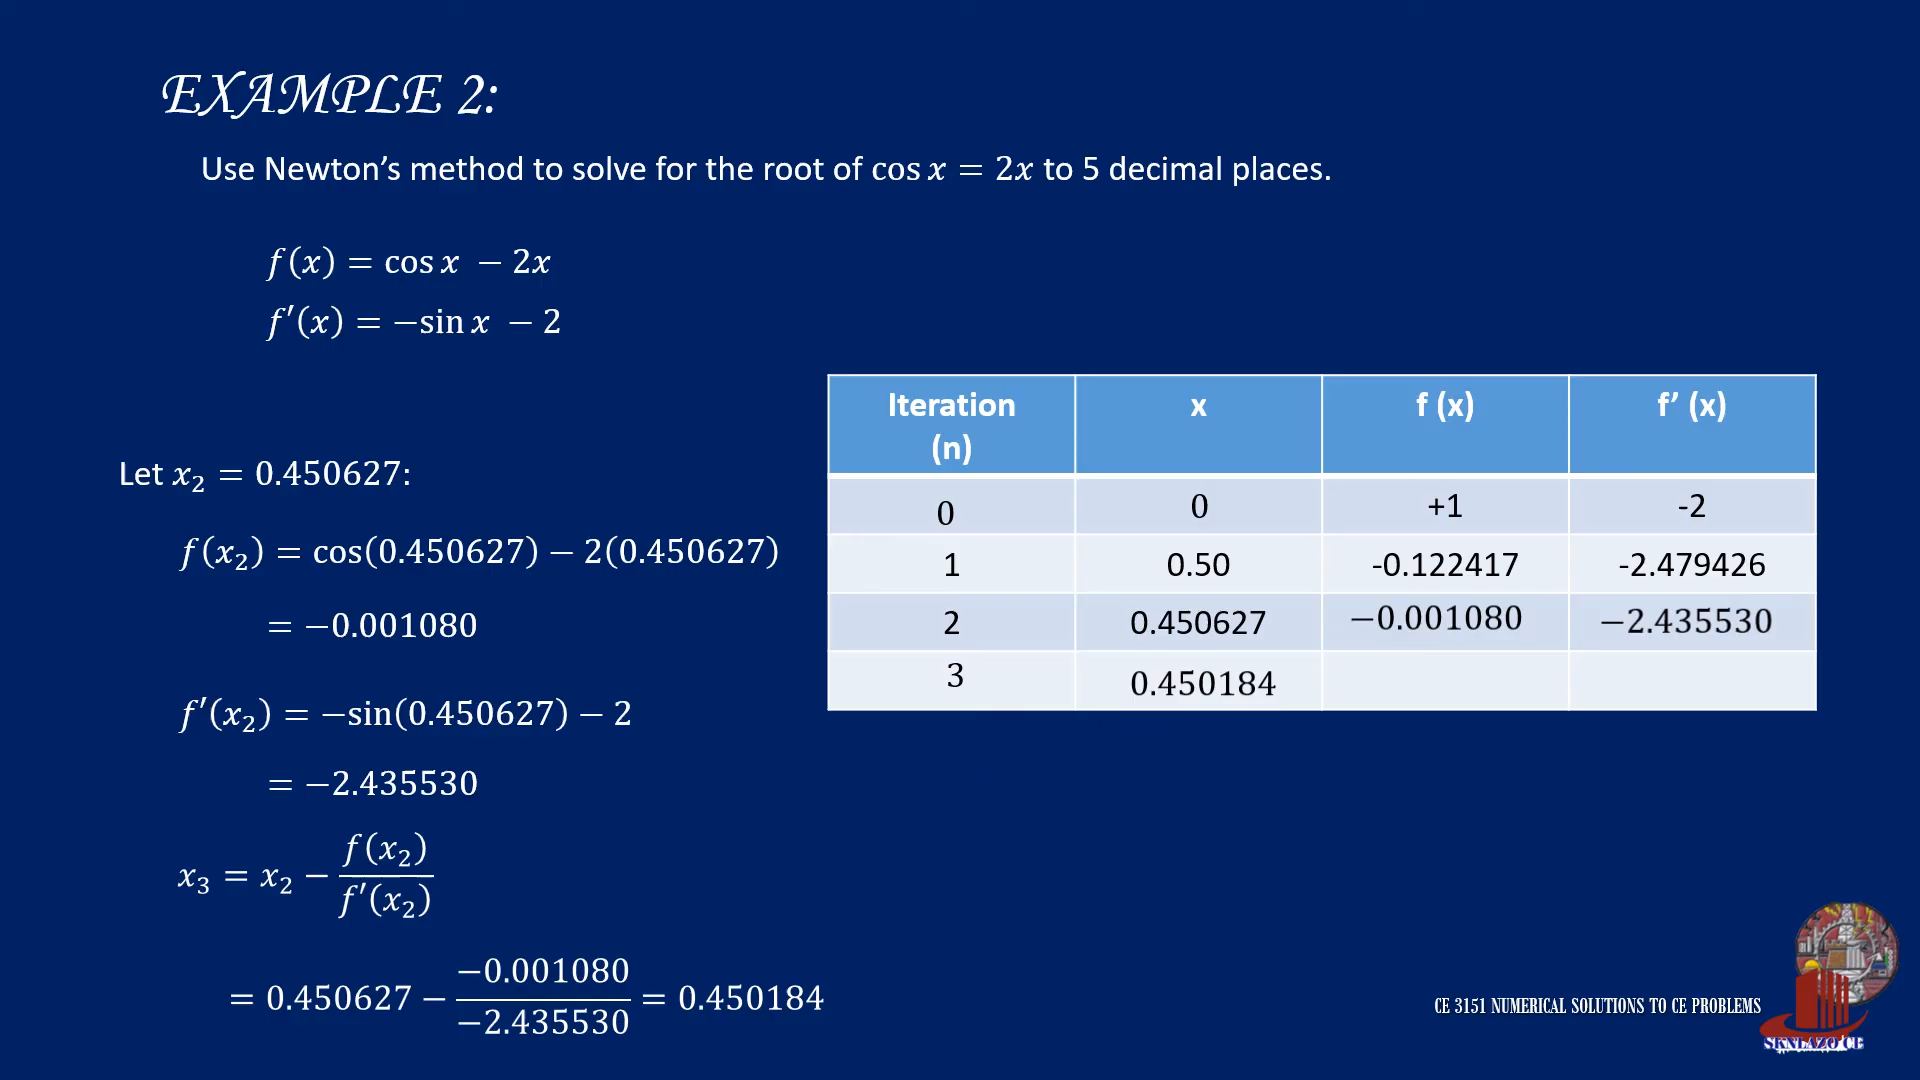 EXAMPLE 2:
Use Newton’s method to solve for the root of cos x = 2x to 5 decimal places.
f(x) = cos x − 2x
f′(x) = −sin x − 2
Let x₂ = 0.450627:
f(x₂) = cos(0.450627) − 2(0.450627)
= −0.001080
f′(x₂) = −sin(0.450627) − 2
= −2.435530
x₃ = x₂ − f(x₂)/f′(x₂)
= 0.450627 − −0.001080/−2.435530 = 0.450184
Iteration (n) x f (x) f’ (x)
0 0 +1 -2
1 0.50 -0.122417 -2.479426
2 0.450627 −0.001080 −2.435530
3 0.450184
CE 3151 NUMERICAL SOLUTIONS TO CE PROBLEMS
SKNLAZO CE